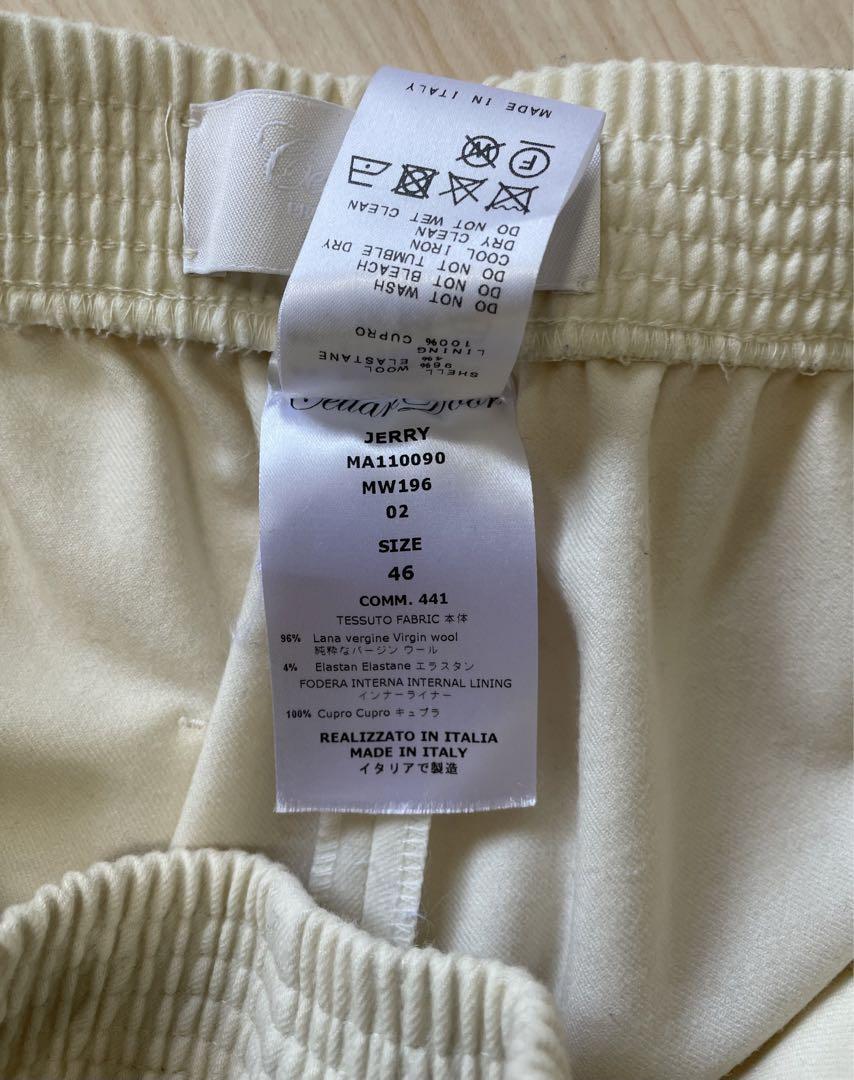 SHELL
96% WOOL
4% ELASTANE
LINING
100% CUPRO
DO NOT WASH
DO NOT BLEACH
DO NOT TUMBLE DRY
COOL IRON
DRY CLEAN
DO NOT WET CLEAN
F W
MADE IN ITALY
Cellar Door
JERRY
MA110090
MW196
02
SIZE
46
COMM. 441
TESSUTO FABRIC 本体
96% Lana vergine Virgin wool
純粋なバージン ウール
4% Elastan Elastane エラスタン
FODERA INTERNA INTERNAL LINING
インナーライナー
100% Cupro Cupro キュプラ
REALIZZATO IN ITALIA
MADE IN ITALY
イタリアで製造